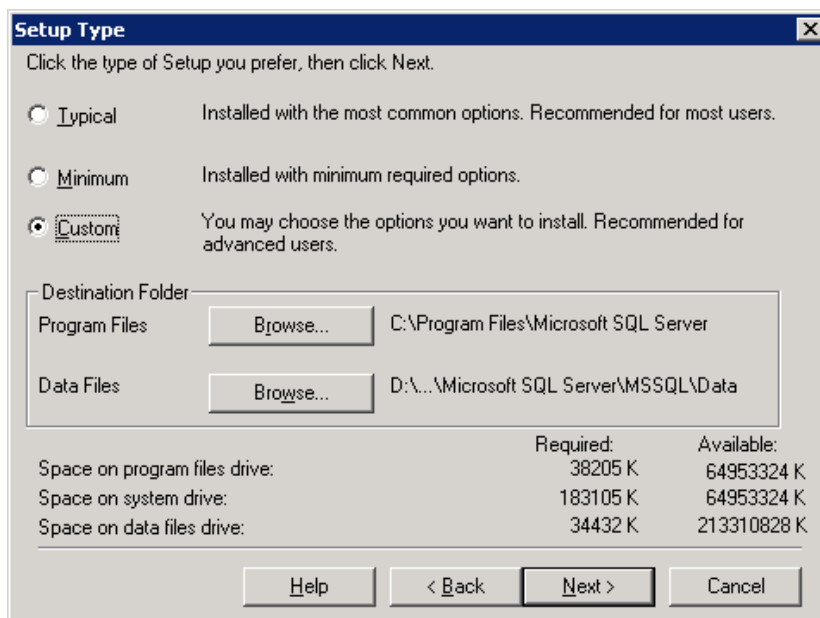 Setup Type
Click the type of Setup you prefer, then click Next.
Typical Installed with the most common options. Recommended for most users.
Minimum Installed with minimum required options.
Custom You may choose the options you want to install. Recommended for
advanced users.
Destination Folder
Program Files Browse... C:\Program Files\Microsoft SQL Server
Data Files Browse... D:\...\Microsoft SQL Server\MSSQL\Data
Required: Available:
Space on program files drive: 38205 K 64953324 K
Space on system drive: 183105 K 64953324 K
Space on data files drive: 34432 K 213310828 K
Help < Back Next > Cancel